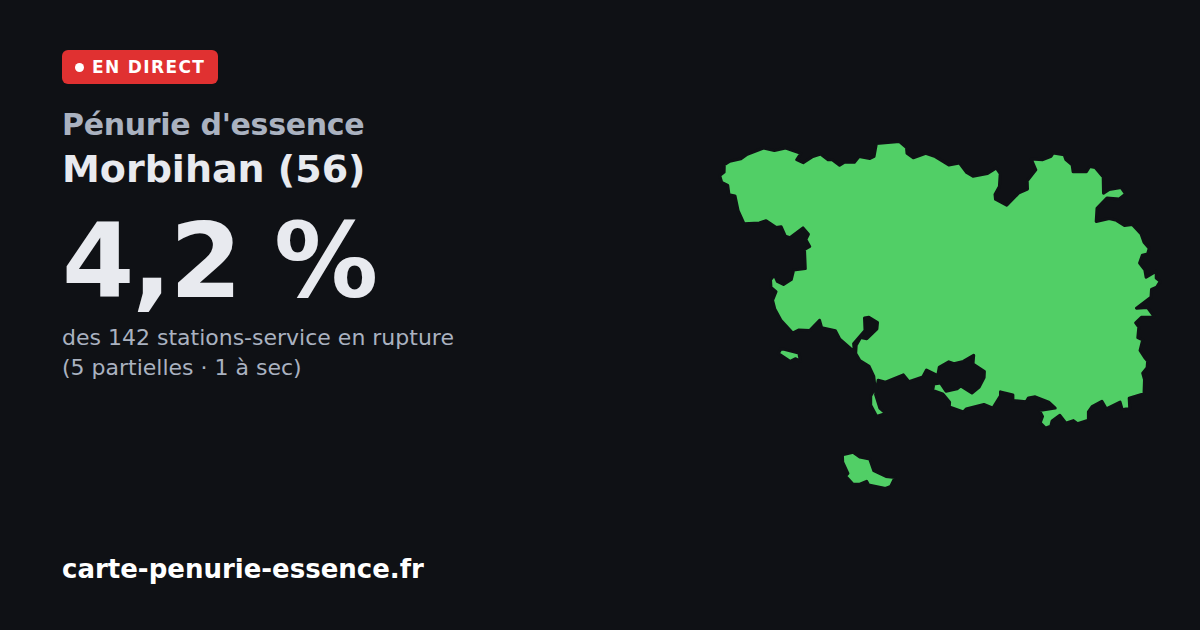 EN DIRECT
Pénurie d'essence
Morbihan (56)
4,2 %
des 142 stations-service en rupture
(5 partielles · 1 à sec)
carte-penurie-essence.fr